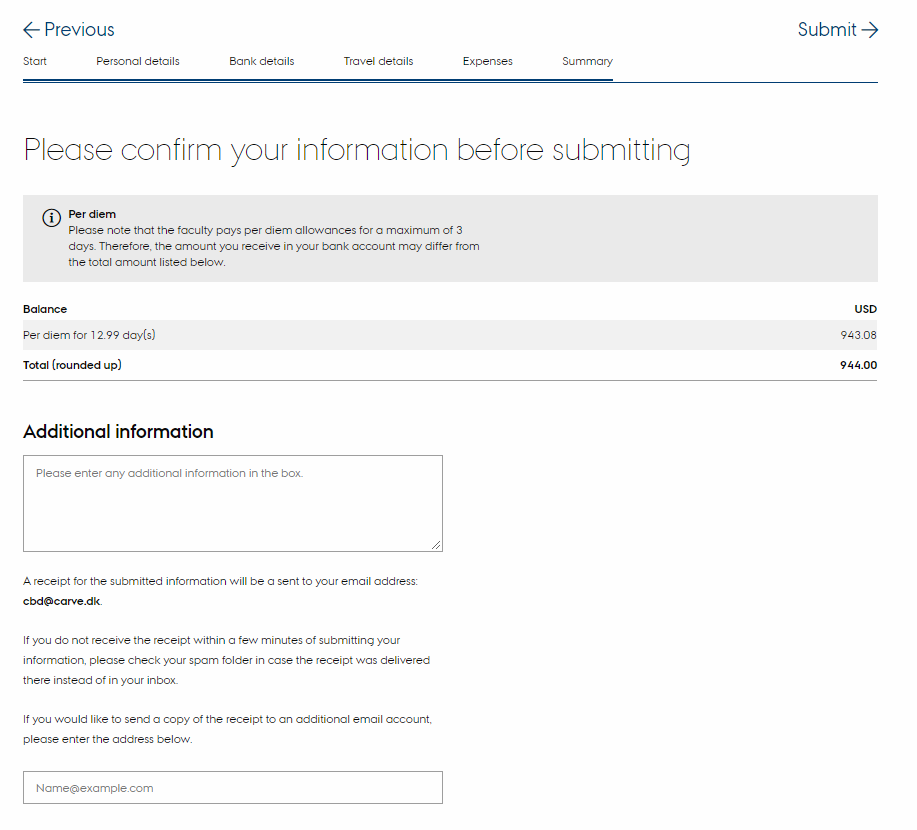 ← Previous
Submit →
Start Personal details Bank details Travel details Expenses Summary
Please confirm your information before submitting
Per diem
Please note that the faculty pays per diem allowances for a maximum of 3
days. Therefore, the amount you receive in your bank account may differ from
the total amount listed below.
Balance USD
Per diem for 12.99 day(s) 943.08
Total (rounded up) 944.00
Additional information
Please enter any additional information in the box.
A receipt for the submitted information will be a sent to your email address:
cbd@carve.dk.
If you do not receive the receipt within a few minutes of submitting your
information, please check your spam folder in case the receipt was delivered
there instead of in your inbox.
If you would like to send a copy of the receipt to an additional email account,
please enter the address below.
Name@example.com